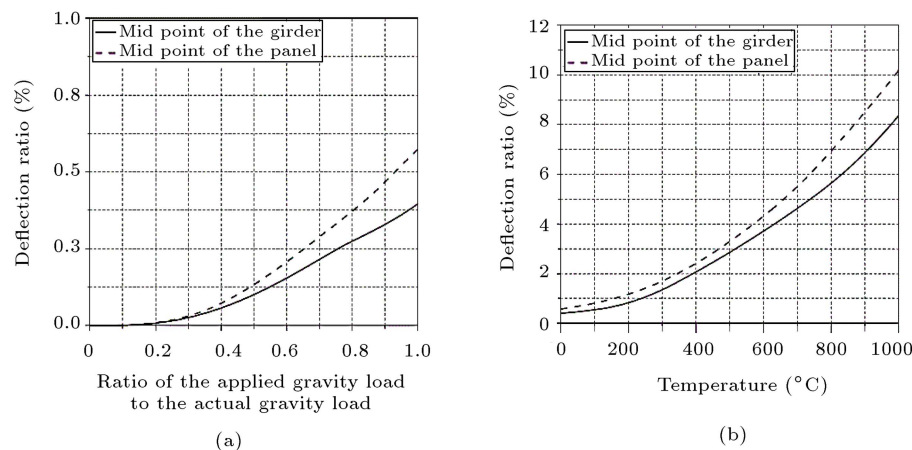 1.0
0.8
0.5
0.3
0.0
Deflection ratio (%)
Mid point of the girder
Mid point of the panel
0 0.2 0.4 0.6 0.8 1.0
Ratio of the applied gravity load
to the actual gravity load
(a)
12
10
8
6
4
2
0
Deflection ratio (%)
Mid point of the girder
Mid point of the panel
0 200 400 600 800 1000
Temperature (°C)
(b)